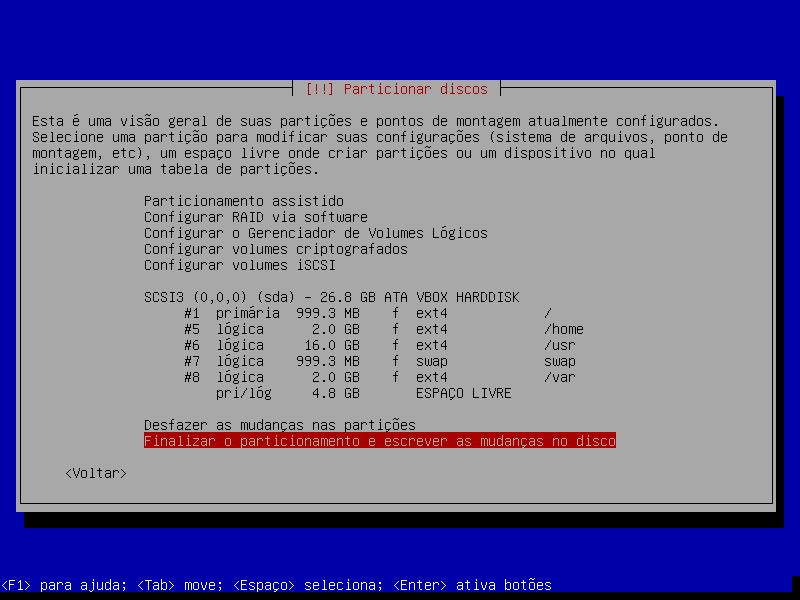 [!!] Particionar discos
Esta é uma visão geral de suas partições e pontos de montagem atualmente configurados.
Selecione uma partição para modificar suas configurações (sistema de arquivos, ponto de
montagem, etc), um espaço livre onde criar partições ou um dispositivo no qual
inicializar uma tabela de partições.
Particionamento assistido
Configurar RAID via software
Configurar o Gerenciador de Volumes Lógicos
Configurar volumes criptografados
Configurar volumes iSCSI
SCSI3 (0,0,0) (sda) - 26.8 GB ATA VBOX HARDDISK
#1 primária 999.3 MB f ext4 /
#5 lógica 2.0 GB f ext4 /home
#6 lógica 16.0 GB f ext4 /usr
#7 lógica 999.3 MB f swap swap
#8 lógica 2.0 GB f ext4 /var
pri/lóg 4.8 GB ESPAÇO LIVRE
Desfazer as mudanças nas partições
Finalizar o particionamento e escrever as mudanças no disco
<Voltar>
<F1> para ajuda; <Tab> move; <Espaço> seleciona; <Enter> ativa botões